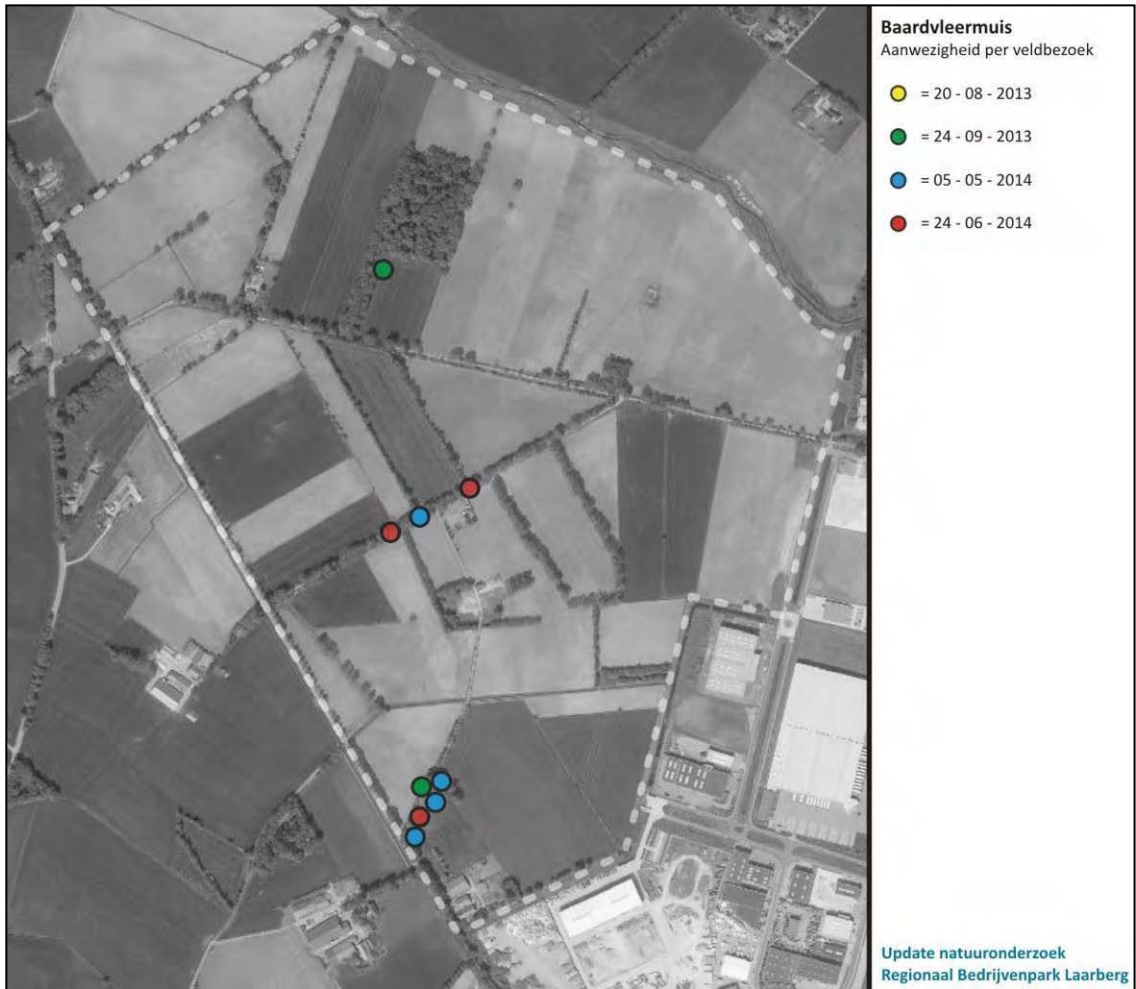 Baardvleermuis
Aanwezigheid per veldbezoek
= 20 - 08 - 2013
= 24 - 09 - 2013
= 05 - 05 - 2014
= 24 - 06 - 2014
Update natuuronderzoek
Regionaal Bedrijvenpark Laarberg